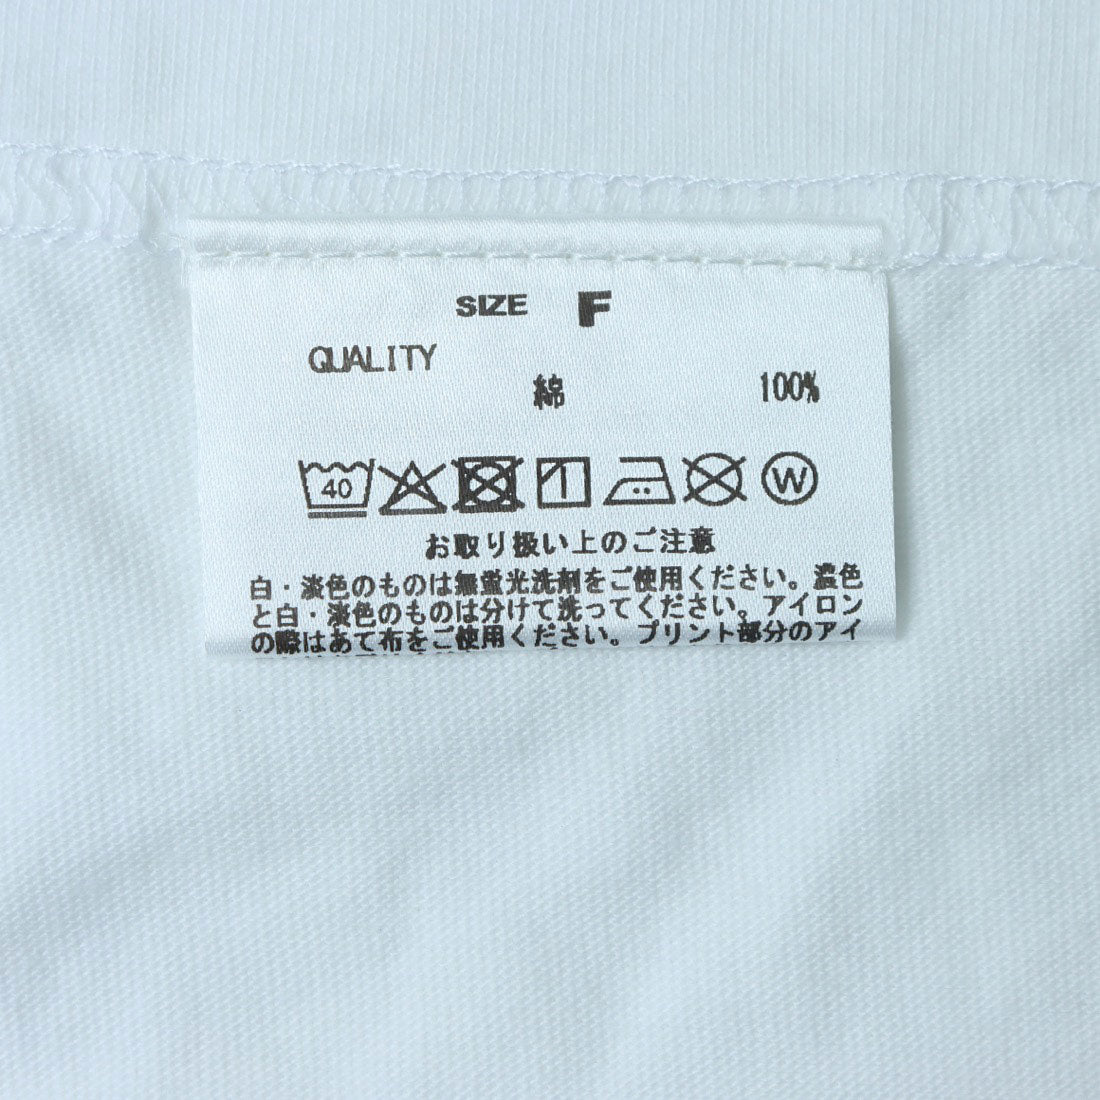 SIZE F
QUALITY
綿 100%
40 W
お取り扱い上のご注意
白・淡色のものは無蛍光洗剤をご使用ください。濃色
と白・淡色のものは分けて洗ってください。アイロン
の際はあて布をご使用ください。プリント部分のアイ